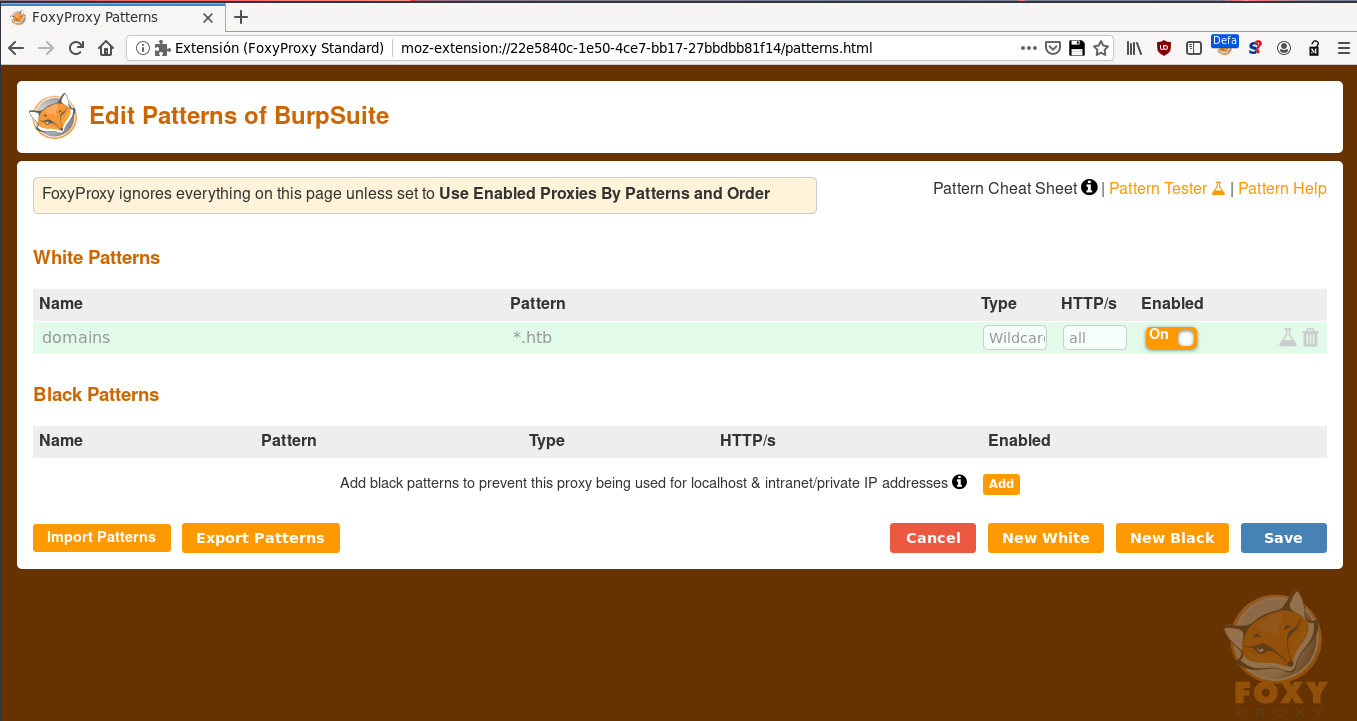 FoxyProxy Patterns
Extensión (FoxyProxy Standard) moz-extension://22e5840c-1e50-4ce7-bb17-27bbdbb81f14/patterns.html
Defa
Edit Patterns of BurpSuite
FoxyProxy ignores everything on this page unless set to Use Enabled Proxies By Patterns and Order
Pattern Cheat Sheet | Pattern Tester | Pattern Help
White Patterns
Name Pattern Type HTTP/s Enabled
domains *.htb Wildcard all On
Black Patterns
Name Pattern Type HTTP/s Enabled
Add black patterns to prevent this proxy being used for localhost & intranet/private IP addresses Add
Import Patterns Export Patterns Cancel New White New Black Save
FOXY
PROXY